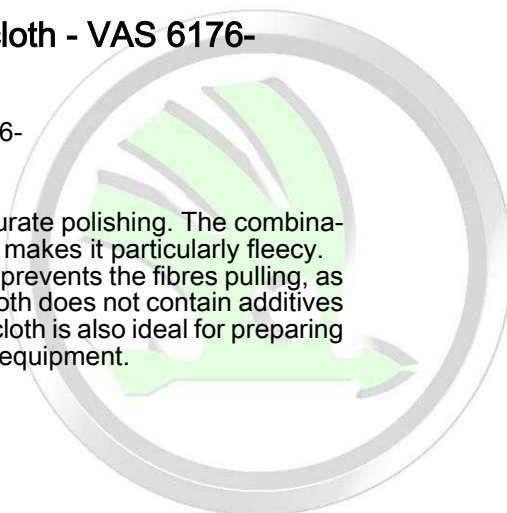 cloth - VAS 6176-
6-
urate polishing. The combina-
makes it particularly fleecy.
prevents the fibres pulling, as
oth does not contain additives
cloth is also ideal for preparing
equipment.